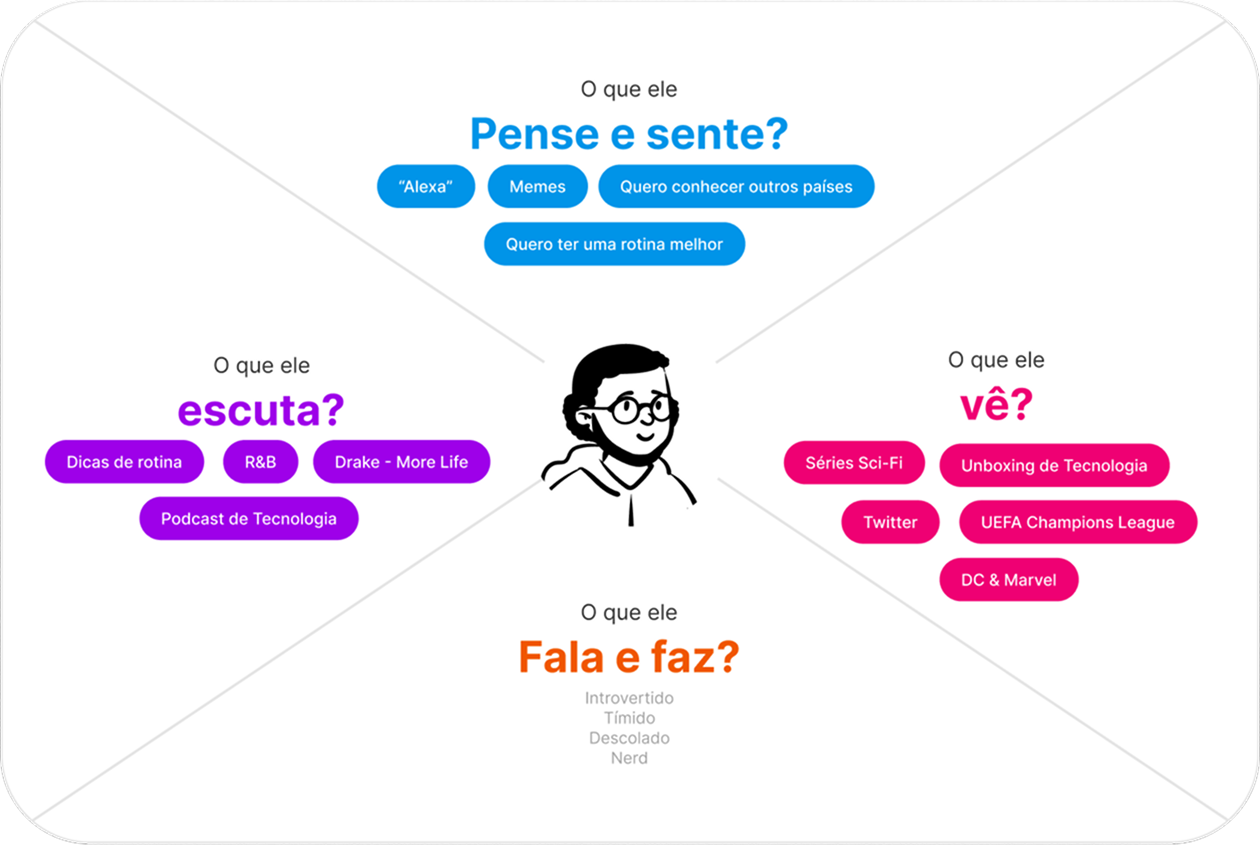 O que ele
Pense e sente?
“Alexa”
Memes
Quero conhecer outros países
Quero ter uma rotina melhor
O que ele
escuta?
Dicas de rotina
R&B
Drake - More Life
Podcast de Tecnologia
O que ele
vê?
Séries Sci-Fi
Unboxing de Tecnologia
Twitter
UEFA Champions League
DC & Marvel
O que ele
Fala e faz?
Introvertido
Tímido
Descolado
Nerd